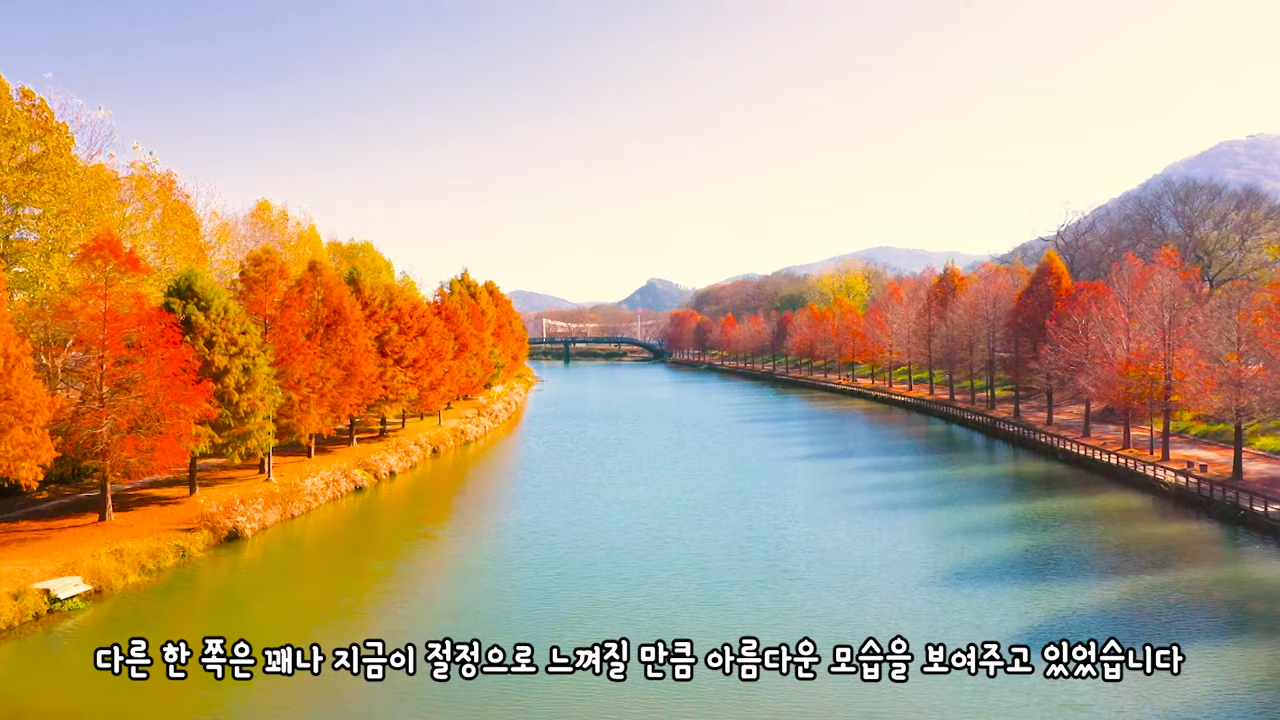 다른 한 쪽은 꽤나 지금이 절정으로 느껴질 만큼 아름다운 모습을 보여주고 있었습니다